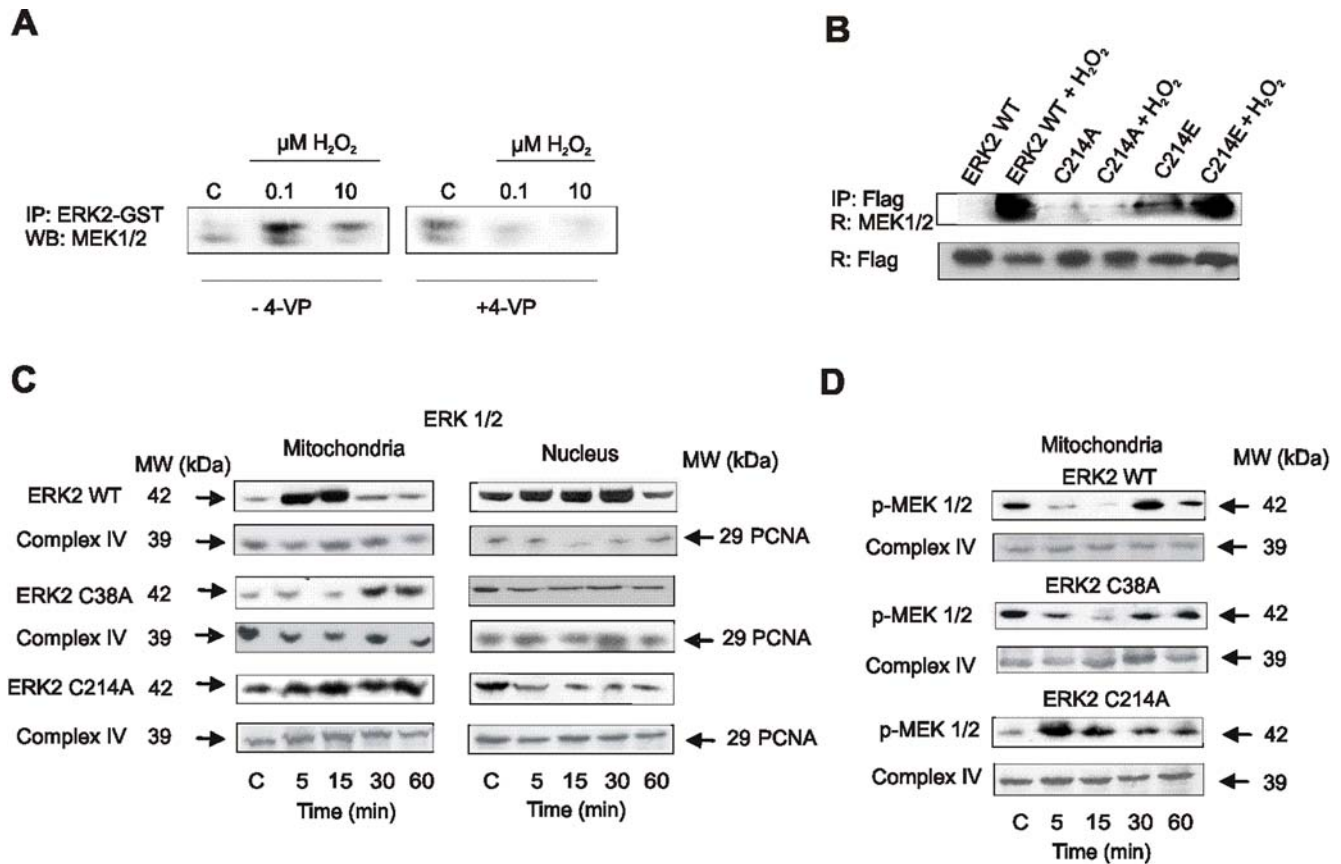 A
µM H₂O₂ µM H₂O₂
C 0.1 10 C 0.1 10
IP: ERK2-GST
WB: MEK1/2
- 4-VP +4-VP
B
ERK2 WT
ERK2 WT + H₂O₂
C214A
C214A + H₂O₂
C214E
C214E + H₂O₂
IP: Flag
R: MEK1/2
R: Flag
C
ERK 1/2
MW (kDa) Mitochondria Nucleus MW (kDa)
ERK2 WT 42
Complex IV 39 29 PCNA
ERK2 C38A 42
Complex IV 39 29 PCNA
ERK2 C214A 42
Complex IV 39 29 PCNA
C 5 15 30 60 C 5 15 30 60
Time (min) Time (min)
D
Mitochondria
ERK2 WT MW (kDa)
p-MEK 1/2 42
Complex IV 39
ERK2 C38A
p-MEK 1/2 42
Complex IV 39
ERK2 C214A
p-MEK 1/2 42
Complex IV 39
C 5 15 30 60
Time (min)